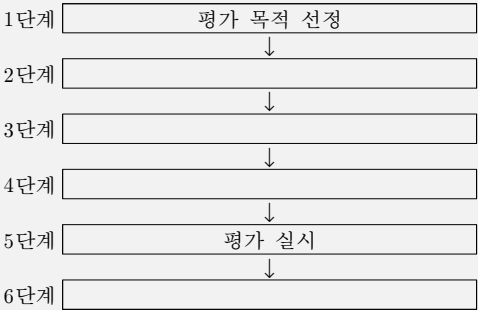 1단계 평가 목적 선정
↓
2단계
↓
3단계
↓
4단계
↓
5단계 평가 실시
↓
6단계